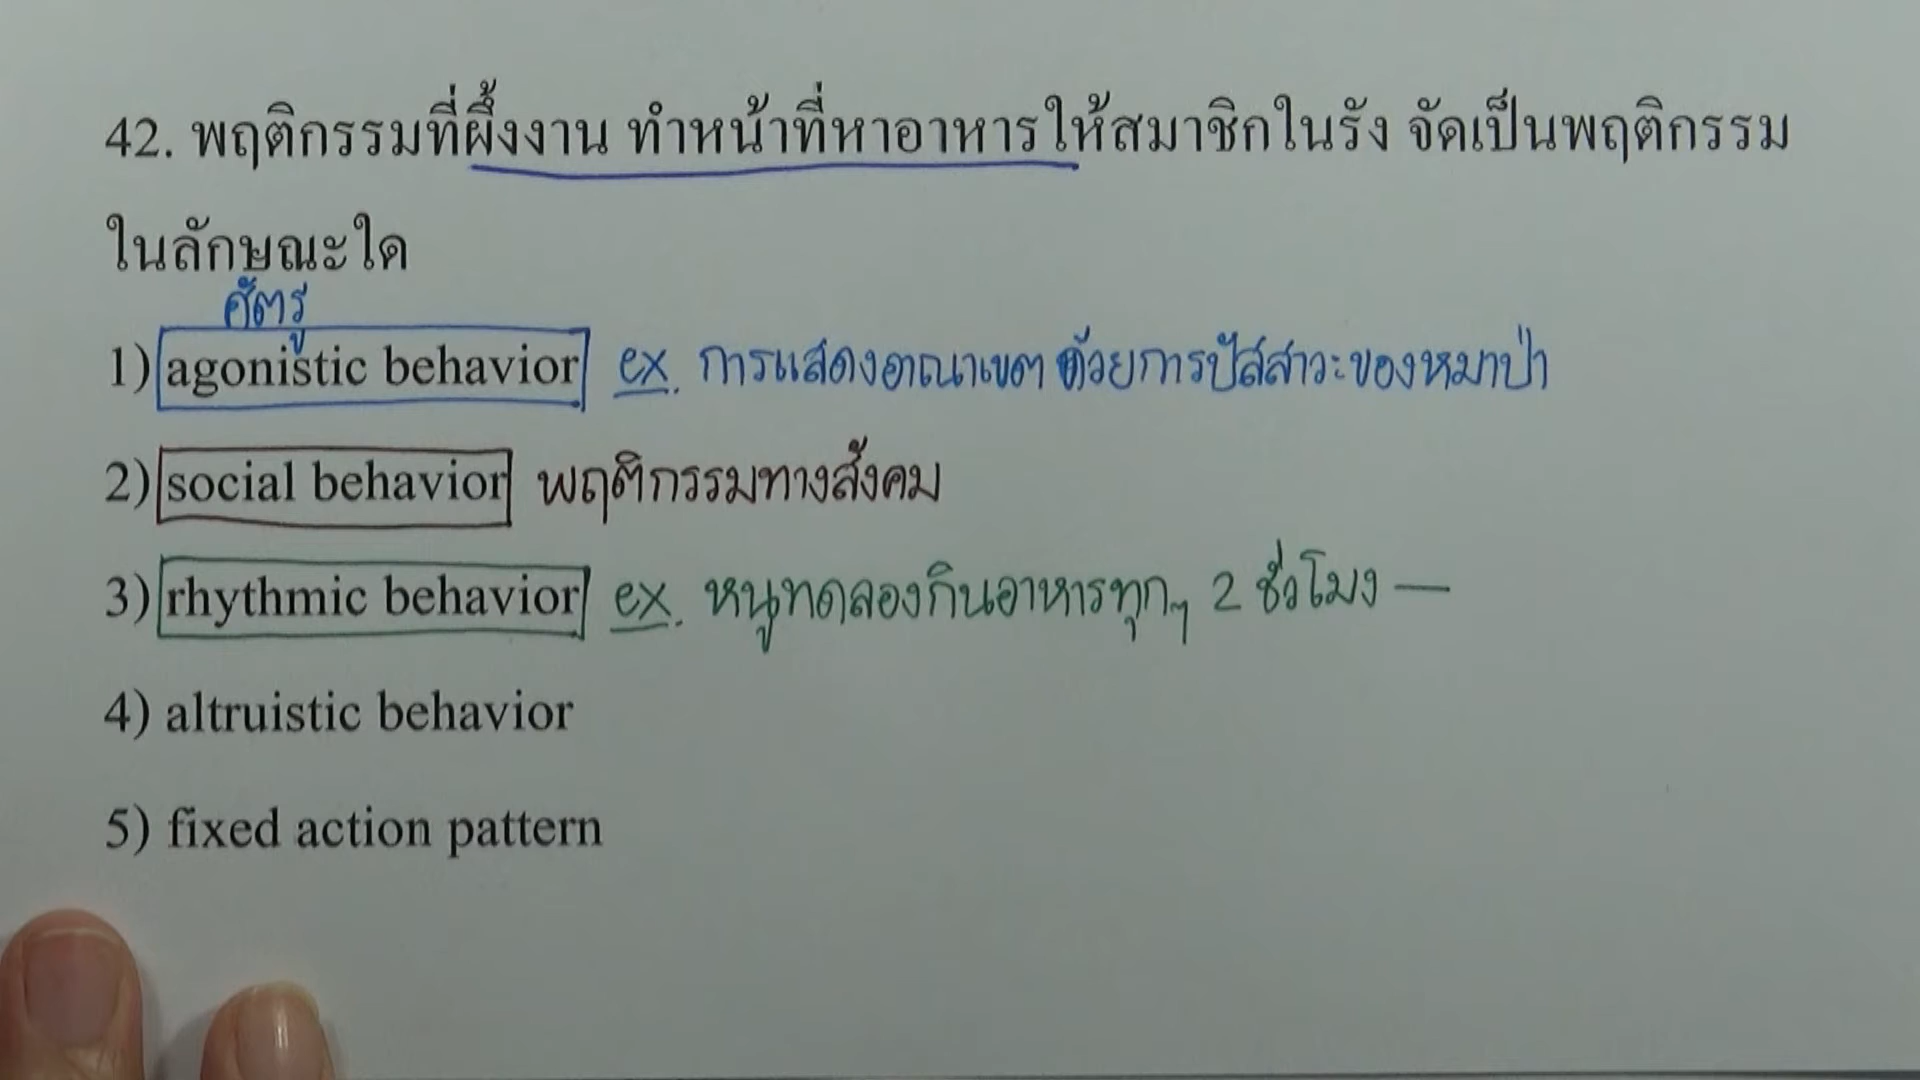 42. พฤติกรรมที่ผึ้งงาน ทำหน้าที่หาอาหารให้สมาชิกในรัง จัดเป็นพฤติกรรม
ในลักษณะใด
ศัตรู
1) agonistic behavior ex. การแสดงอาณาเขต ด้วยการปัสสาวะของหมาป่า
2) social behavior พฤติกรรมทางสังคม
3) rhythmic behavior ex. หนูทดลองกินอาหารทุกๆ 2 ชั่วโมง —
4) altruistic behavior
5) fixed action pattern